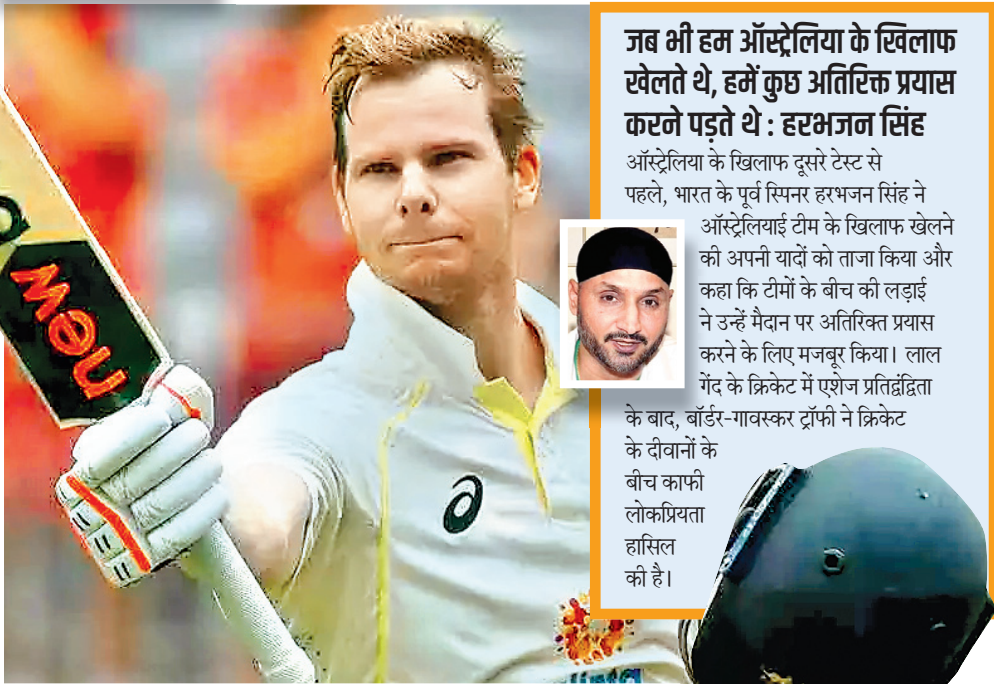 जब भी हम ऑस्ट्रेलिया के खिलाफ
खेलते थे, हमें कुछ अतिरिक्त प्रयास
करने पड़ते थे : हरभजन सिंह
ऑस्ट्रेलिया के खिलाफ दूसरे टेस्ट से
पहले, भारत के पूर्व स्पिनर हरभजन सिंह ने
ऑस्ट्रेलियाई टीम के खिलाफ खेलने
की अपनी यादों को ताजा किया और
कहा कि टीमों के बीच की लड़ाई
ने उन्हें मैदान पर अतिरिक्त प्रयास
करने के लिए मजबूर किया। लाल
गेंद के क्रिकेट में एशेज प्रतिद्वंद्विता
के बाद, बॉर्डर-गावस्कर ट्रॉफी ने क्रिकेट
के दीवानों के
बीच काफी
लोकप्रियता
हासिल
की है।
new